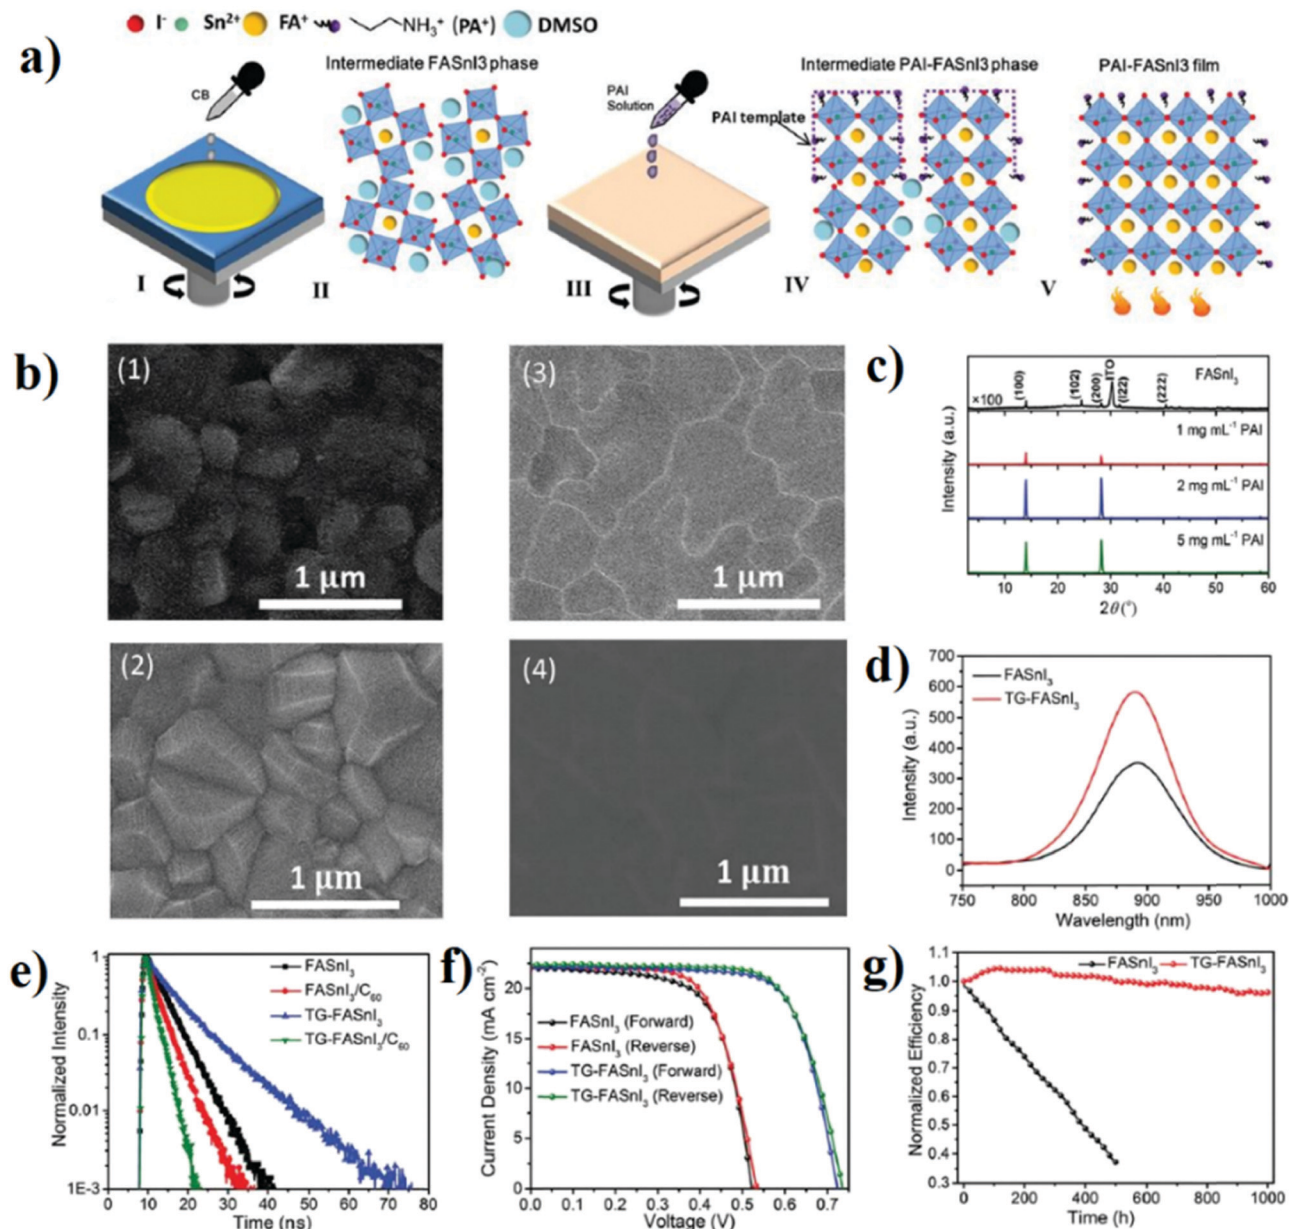 I⁻ Sn²⁺ FA⁺ NH₃⁺ (PA⁺) DMSO
a)
CB
Intermediate FASnI3 phase
PAI
Solution
Intermediate PAI-FASnI3 phase
PAI template
PAI-FASnI3 film
I
II
III
IV
V
b)
(1)
1 μm
(3)
1 μm
(2)
1 μm
(4)
1 μm
c)
Intensity (a.u.)
×100
(100)
(102)
(200)
ITO
(122)
(222)
FASnI₃
1 mg mL⁻¹ PAI
2 mg mL⁻¹ PAI
5 mg mL⁻¹ PAI
10 20 30 40 50 60
2θ (°)
d)
Intensity (a.u.)
700
600
500
400
300
200
100
0
FASnI₃
TG-FASnI₃
750 800 850 900 950 1000
Wavelength (nm)
e)
Normalized Intensity
1
0.1
0.01
1E-3
FASnI₃
FASnI₃/C₆₀
TG-FASnI₃
TG-FASnI₃/C₆₀
0 10 20 30 40 50 60 70 80
Time (ns)
f)
Current Density (mA cm⁻²)
20
15
10
5
0
FASnI₃ (Forward)
FASnI₃ (Reverse)
TG-FASnI₃ (Forward)
TG-FASnI₃ (Reverse)
0.0 0.1 0.2 0.3 0.4 0.5 0.6 0.7
Voltage (V)
g)
Normalized Efficiency
1.1
1.0
0.9
0.8
0.7
0.6
0.5
0.4
0.3
FASnI₃ TG-FASnI₃
0 200 400 600 800 1000
Time (h)